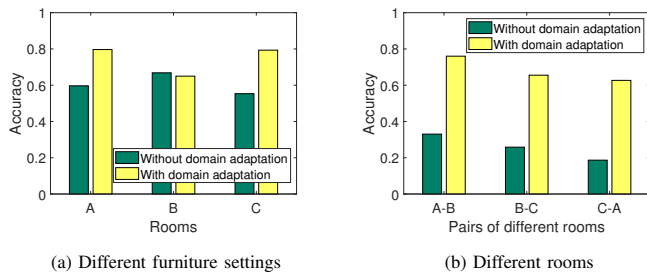 1
0.8
0.6
0.4
0.2
0
Accuracy
Without domain adaptation
With domain adaptation
A B C
Rooms
(a) Different furniture settings
1
0.8
0.6
0.4
0.2
0
Accuracy
Without domain adaptation
With domain adaptation
A-B B-C C-A
Pairs of different rooms
(b) Different rooms